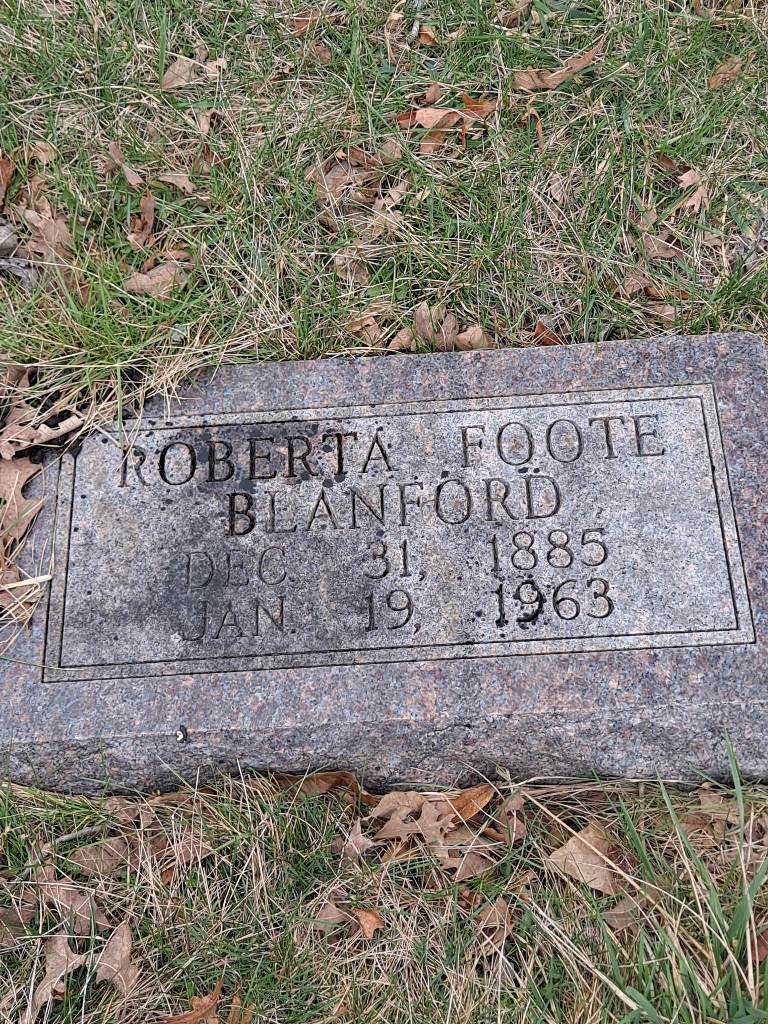 ROBERTA FOOTE
BLANFORD
DEC. 31, 1885
JAN. 19, 1963